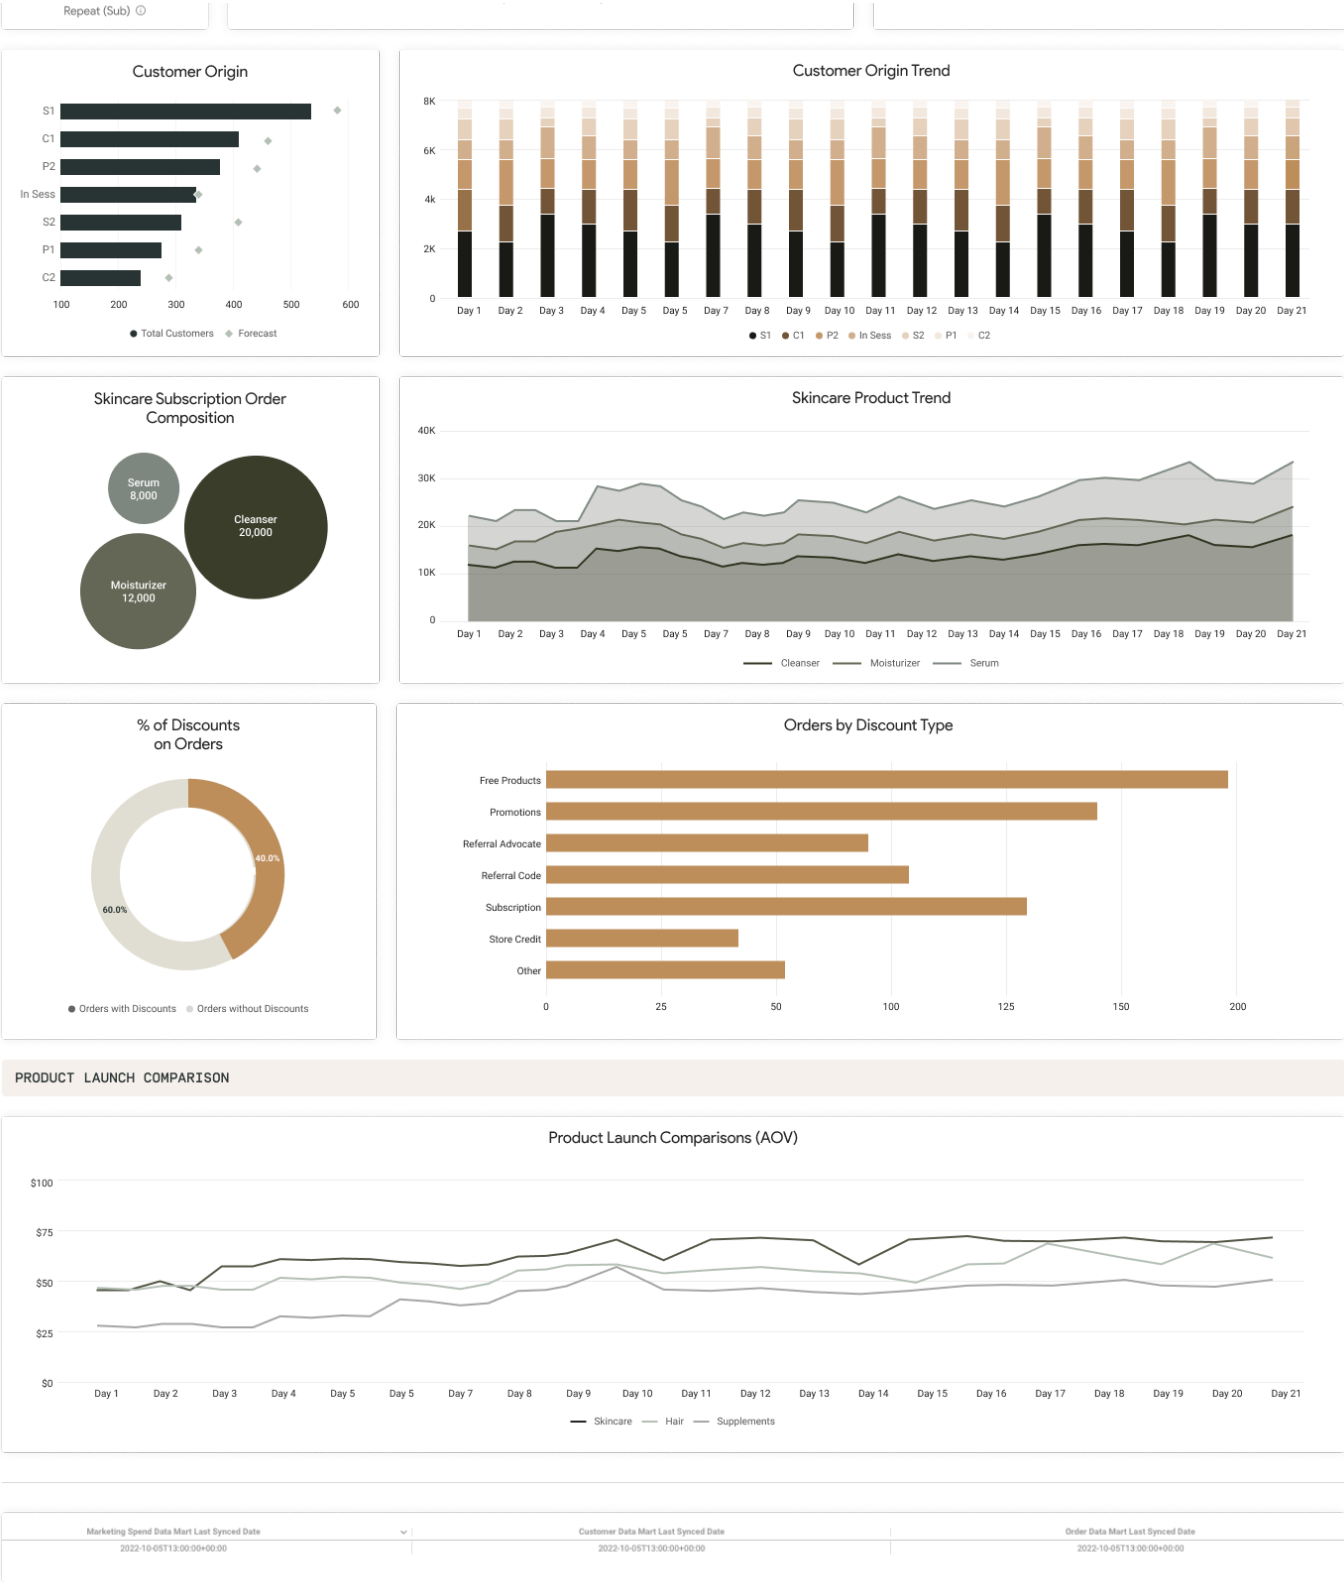 Repeat (Sub)
Customer Origin
S1
C1
P2
In Sess
S2
P1
C2
100 200 300 400 500 600
Total Customers Forecast
Customer Origin Trend
8K
6K
4k
2K
0
Day 1 Day 2 Day 3 Day 4 Day 5 Day 5 Day 7 Day 8 Day 9 Day 10 Day 11 Day 12 Day 13 Day 14 Day 15 Day 16 Day 17 Day 18 Day 19 Day 20 Day 21
S1 C1 P2 In Sess S2 P1 C2
Skincare Subscription Order
Composition
Serum
8,000
Cleanser
20,000
Moisturizer
12,000
Skincare Product Trend
40K
30K
20K
10K
0
Day 1 Day 2 Day 3 Day 4 Day 5 Day 5 Day 7 Day 8 Day 9 Day 10 Day 11 Day 12 Day 13 Day 14 Day 15 Day 16 Day 17 Day 18 Day 19 Day 20 Day 21
Cleanser Moisturizer Serum
% of Discounts
on Orders
40.0%
60.0%
Orders with Discounts Orders without Discounts
Orders by Discount Type
Free Products
Promotions
Referral Advocate
Referral Code
Subscription
Store Credit
Other
0 25 50 100 125 150 200
PRODUCT LAUNCH COMPARISON
Product Launch Comparisons (AOV)
$100
$75
$50
$25
$0
Day 1 Day 2 Day 3 Day 4 Day 5 Day 5 Day 7 Day 8 Day 9 Day 10 Day 11 Day 12 Day 13 Day 14 Day 15 Day 16 Day 17 Day 18 Day 19 Day 20 Day 21
Skincare Hair Supplements
Marketing Spend Data Mart Last Synced Date Customer Data Mart Last Synced Date Order Data Mart Last Synced Date
2022-10-05T13:00:00+00:00 2022-10-05T13:00:00+00:00 2022-10-05T13:00:00+00:00